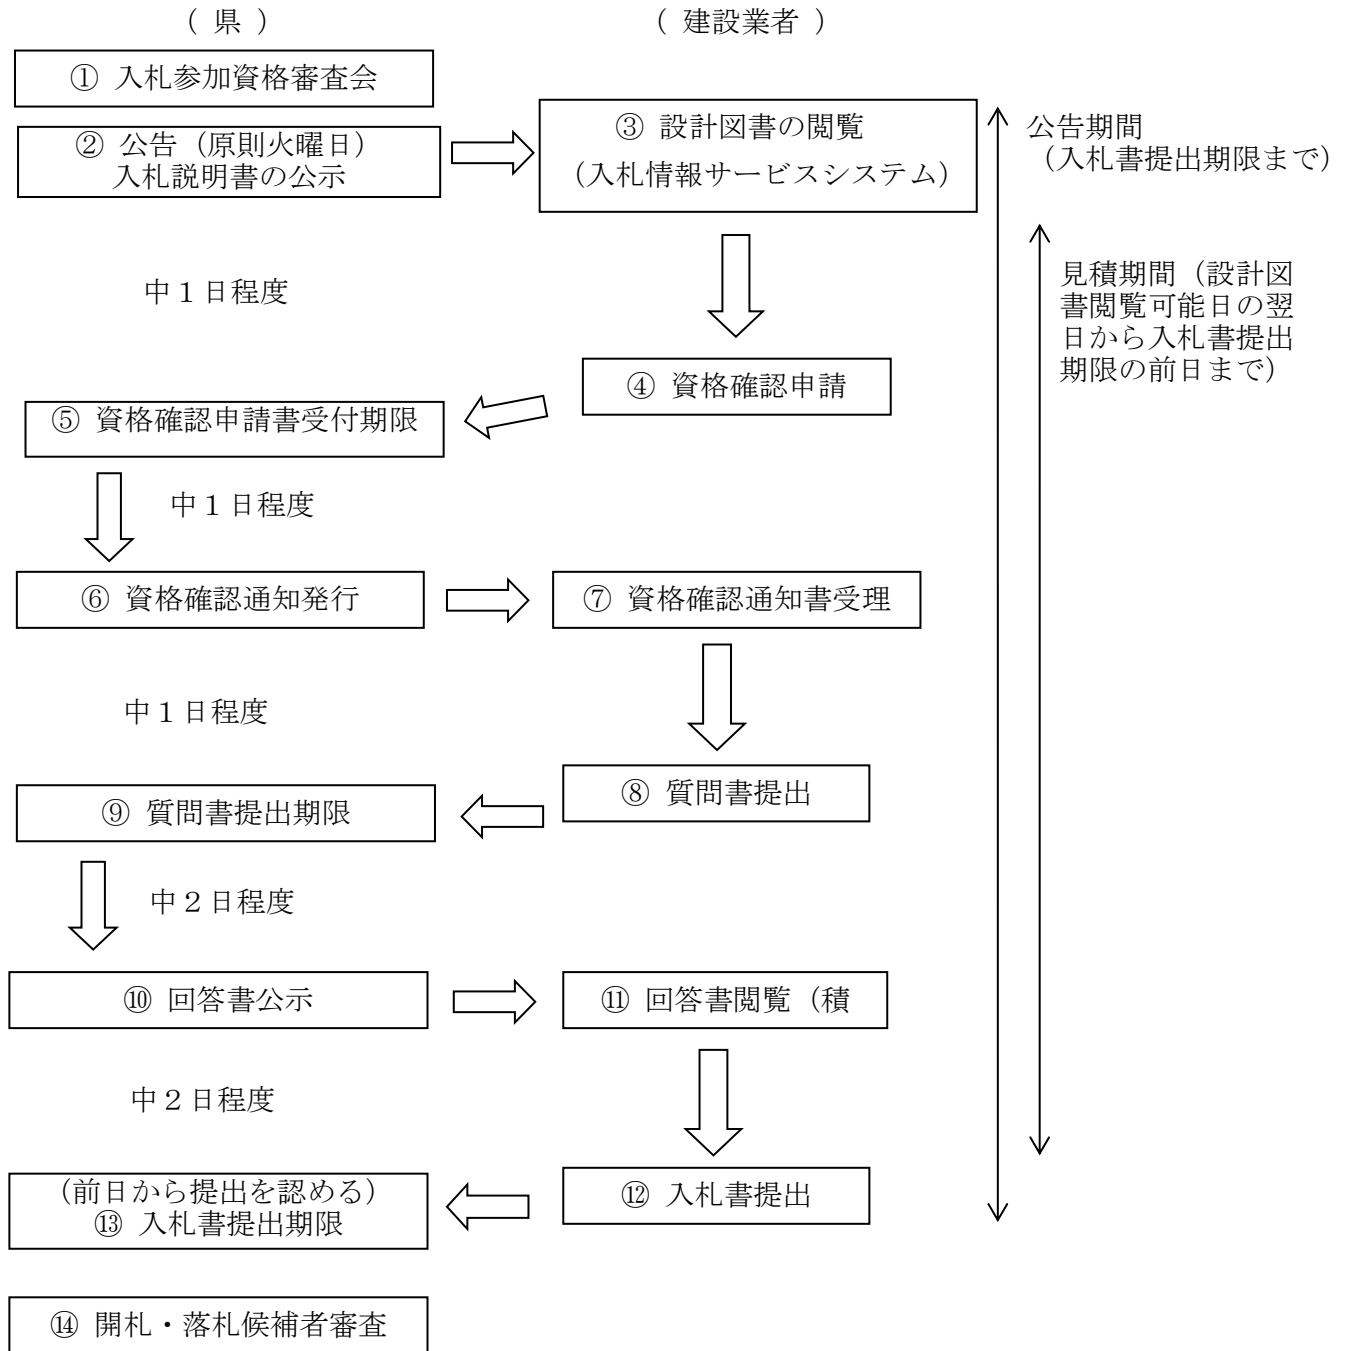 （ 県 ）
（ 建設業者 ）
① 入札参加資格審査会
② 公告（原則火曜日）
入札説明書の公示
③ 設計図書の閲覧
（入札情報サービスシステム）
公告期間
（入札書提出期限まで）
見積期間（設計図
書閲覧可能日の翌
日から入札書提出
期限の前日まで）
中１日程度
④ 資格確認申請
⑤ 資格確認申請書受付期限
中１日程度
⑥ 資格確認通知発行
⑦ 資格確認通知書受理
中１日程度
⑧ 質問書提出
⑨ 質問書提出期限
中２日程度
⑩ 回答書公示
⑪ 回答書閲覧（積
中２日程度
⑫ 入札書提出
（前日から提出を認める）
⑬ 入札書提出期限
⑭ 開札・落札候補者審査